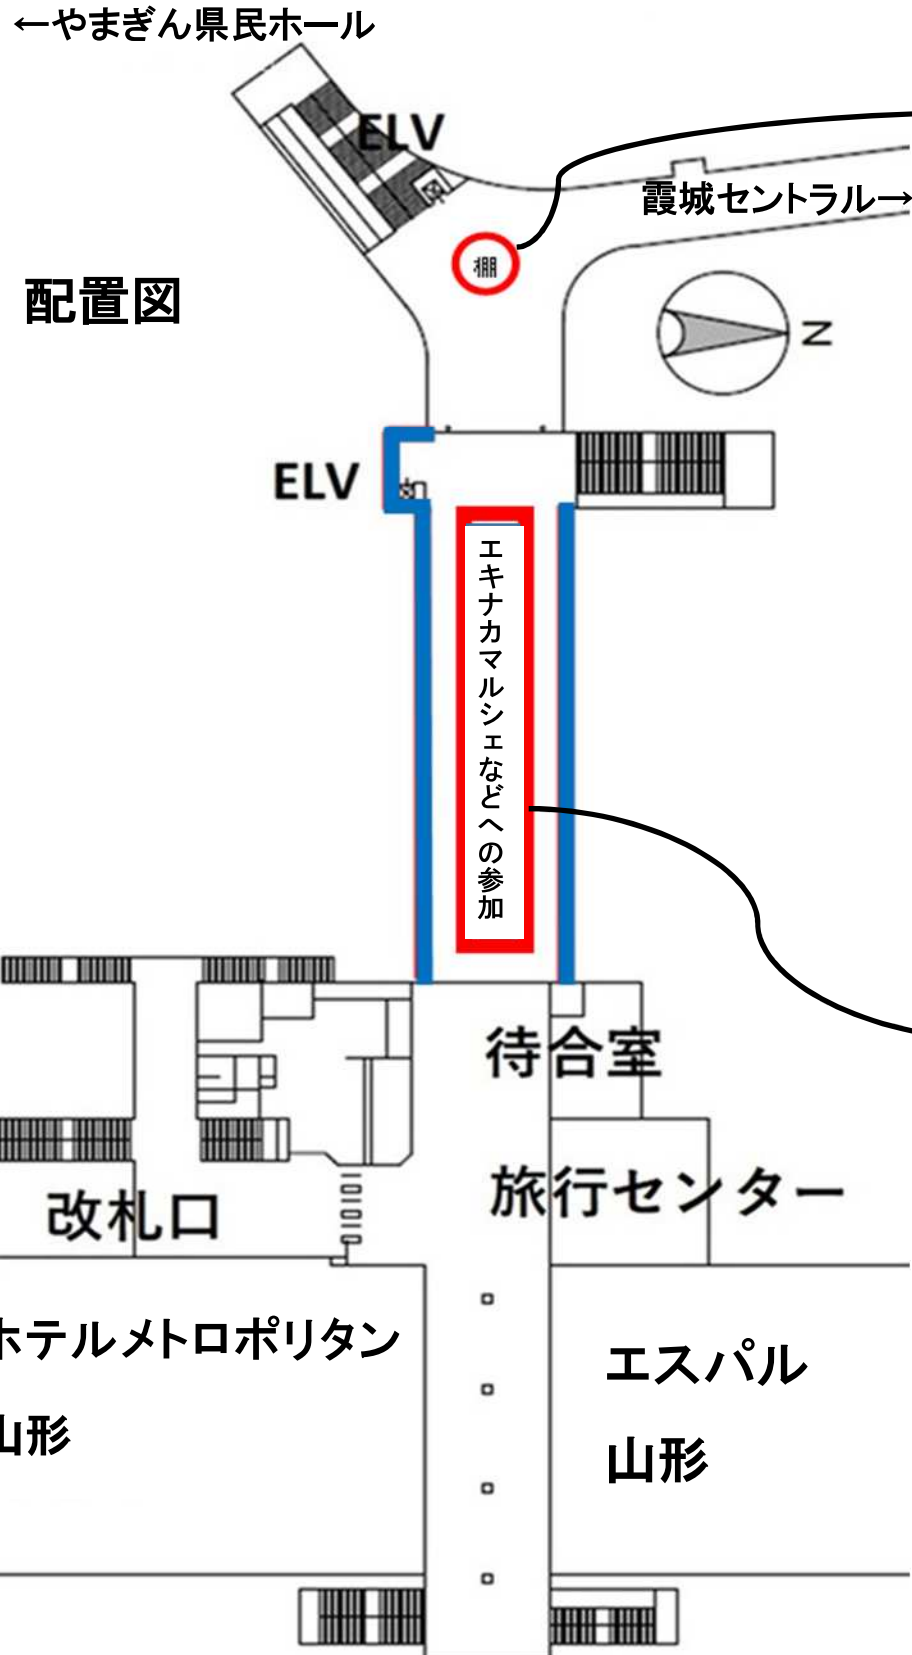 ←やまぎん県民ホール
ELV
霞城セントラル→
棚
配置図
N
ELV
エキナカマルシェなどへの参加
待合室
旅行センター
改札口
ホテルメトロポリタン
山形
エスパル
山形